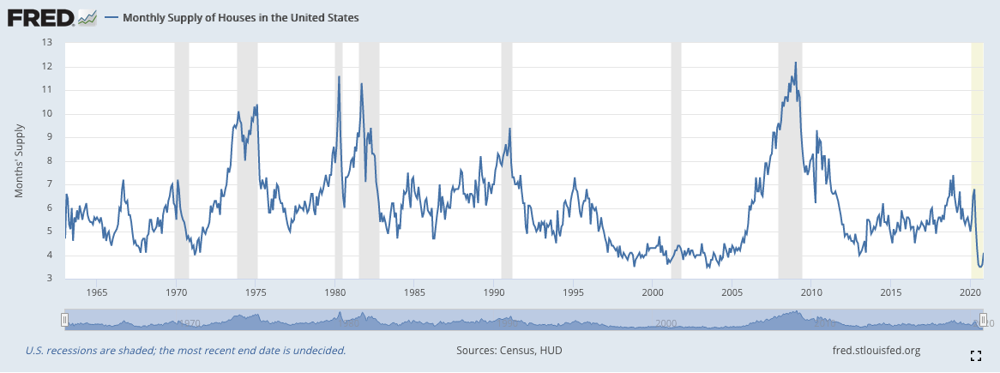 FRED
Monthly Supply of Houses in the United States
Months' Supply
13
12
11
10
9
8
7
6
5
4
3
1965 1970 1975 1980 1985 1990 1995 2000 2005 2010 2015 2020
1970 2000
U.S. recessions are shaded; the most recent end date is undecided.
Sources: Census, HUD
fred.stlouisfed.org